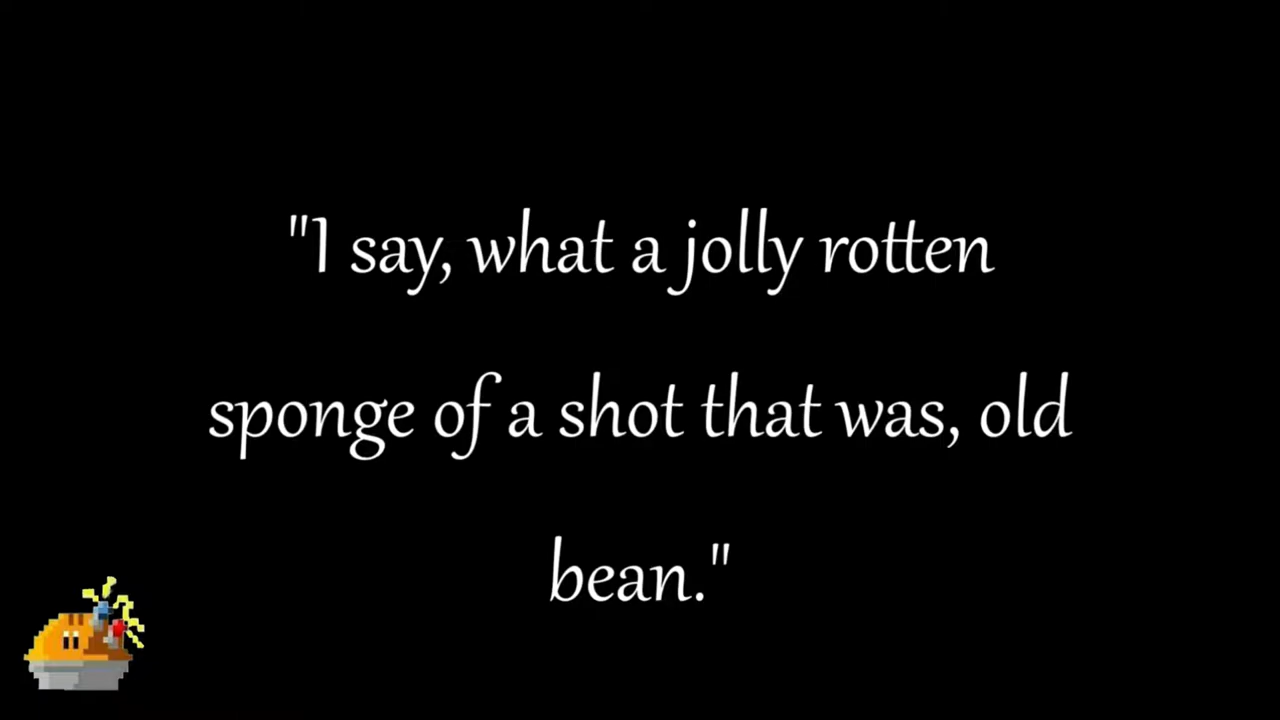 "I say, what a jolly rotten
sponge of a shot that was, old
bean."